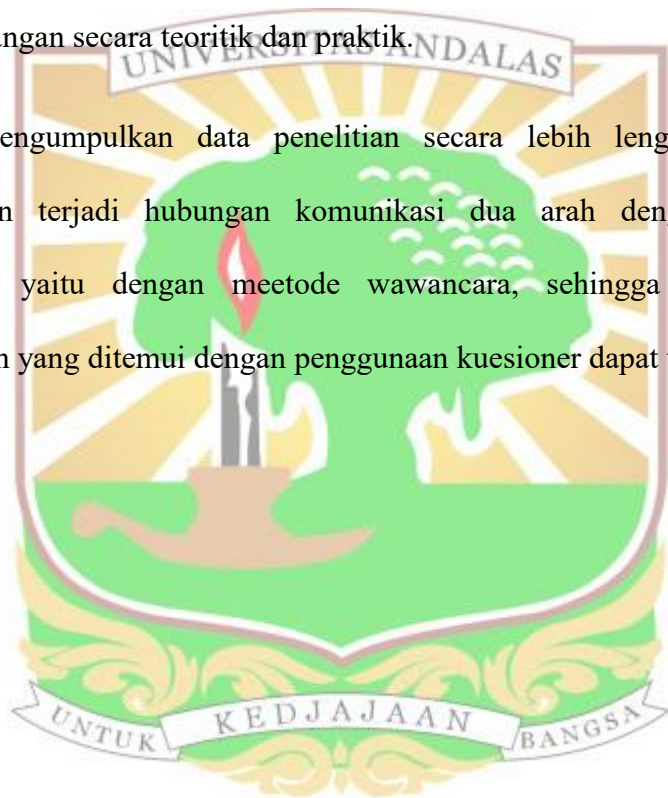 angan secara teoritik dan praktik.
UNIVERSITAS ANDALAS
engumpulkan data penelitian secara lebih leng
n terjadi hubungan komunikasi dua arah den
yaitu dengan meetode wawancara, sehingga
n yang ditemui dengan penggunaan kuesioner dapat
UNTUK KEDJAJAAN BANGSA